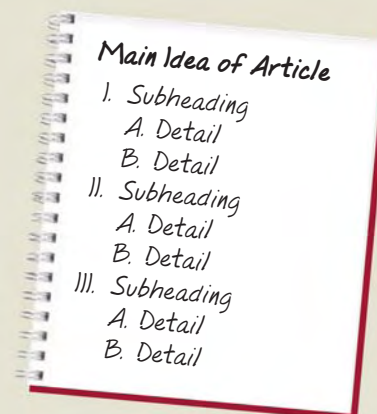 Main Idea of Article
I. Subheading
A. Detail
B. Detail
II. Subheading
A. Detail
B. Detail
III. Subheading
A. Detail
B. Detail